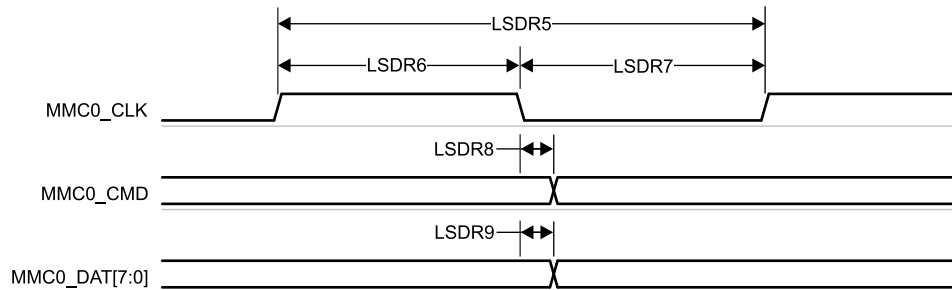 LSDR5
LSDR6 LSDR7
MMC0_CLK
LSDR8
MMC0_CMD
LSDR9
MMC0_DAT[7:0]